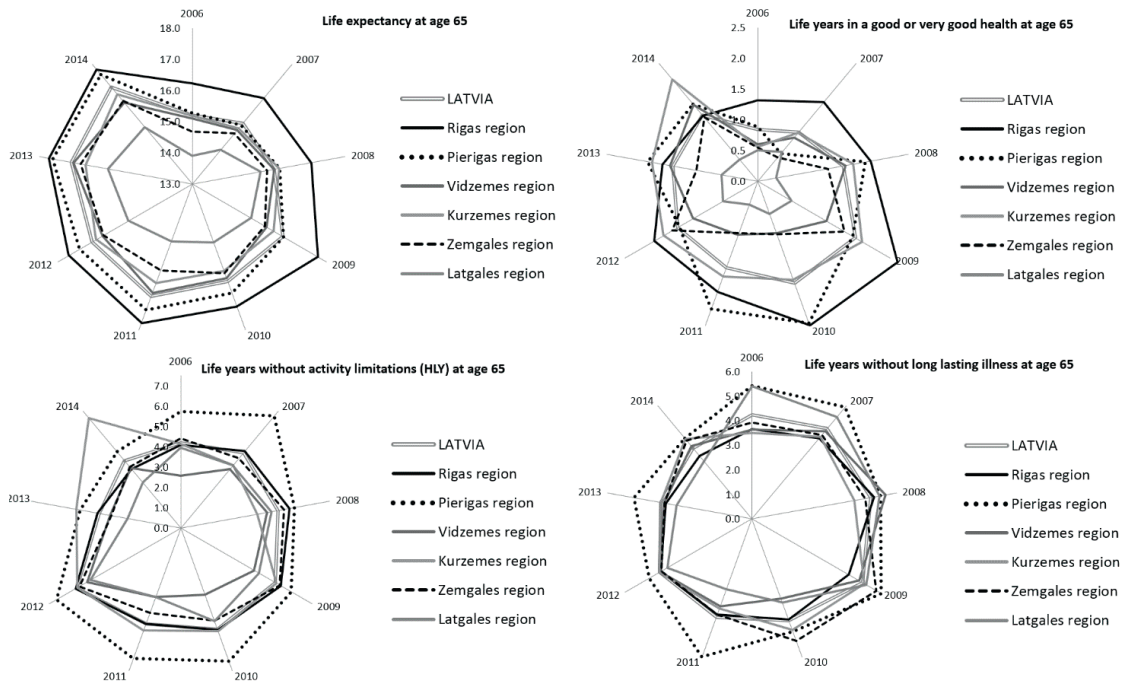 Life expectancy at age 65
2006
2007
2008
2009
2010
2011
2012
2013
2014
18.0
17.0
16.0
15.0
14.0
13.0
LATVIA
Rigas region
Pierigas region
Vidzemes region
Kurzemes region
Zemgales region
Latgales region
Life years in a good or very good health at age 65
2006
2007
2008
2009
2010
2011
2012
2013
2014
2.5
2.0
1.5
1.0
0.5
0.0
LATVIA
Rigas region
Pierigas region
Vidzemes region
Kurzemes region
Zemgales region
Latgales region
Life years without activity limitations (HLY) at age 65
2006
2007
2008
2009
2010
2011
2012
2013
2014
7.0
6.0
5.0
4.0
3.0
2.0
1.0
0.0
LATVIA
Rigas region
Pierigas region
Vidzemes region
Kurzemes region
Zemgales region
Latgales region
Life years without long lasting illness at age 65
2006
2007
2008
2009
2010
2011
2012
2013
2014
6.0
5.0
4.0
3.0
2.0
1.0
0.0
LATVIA
Rigas region
Pierigas region
Vidzemes region
Kurzemes region
Zemgales region
Latgales region